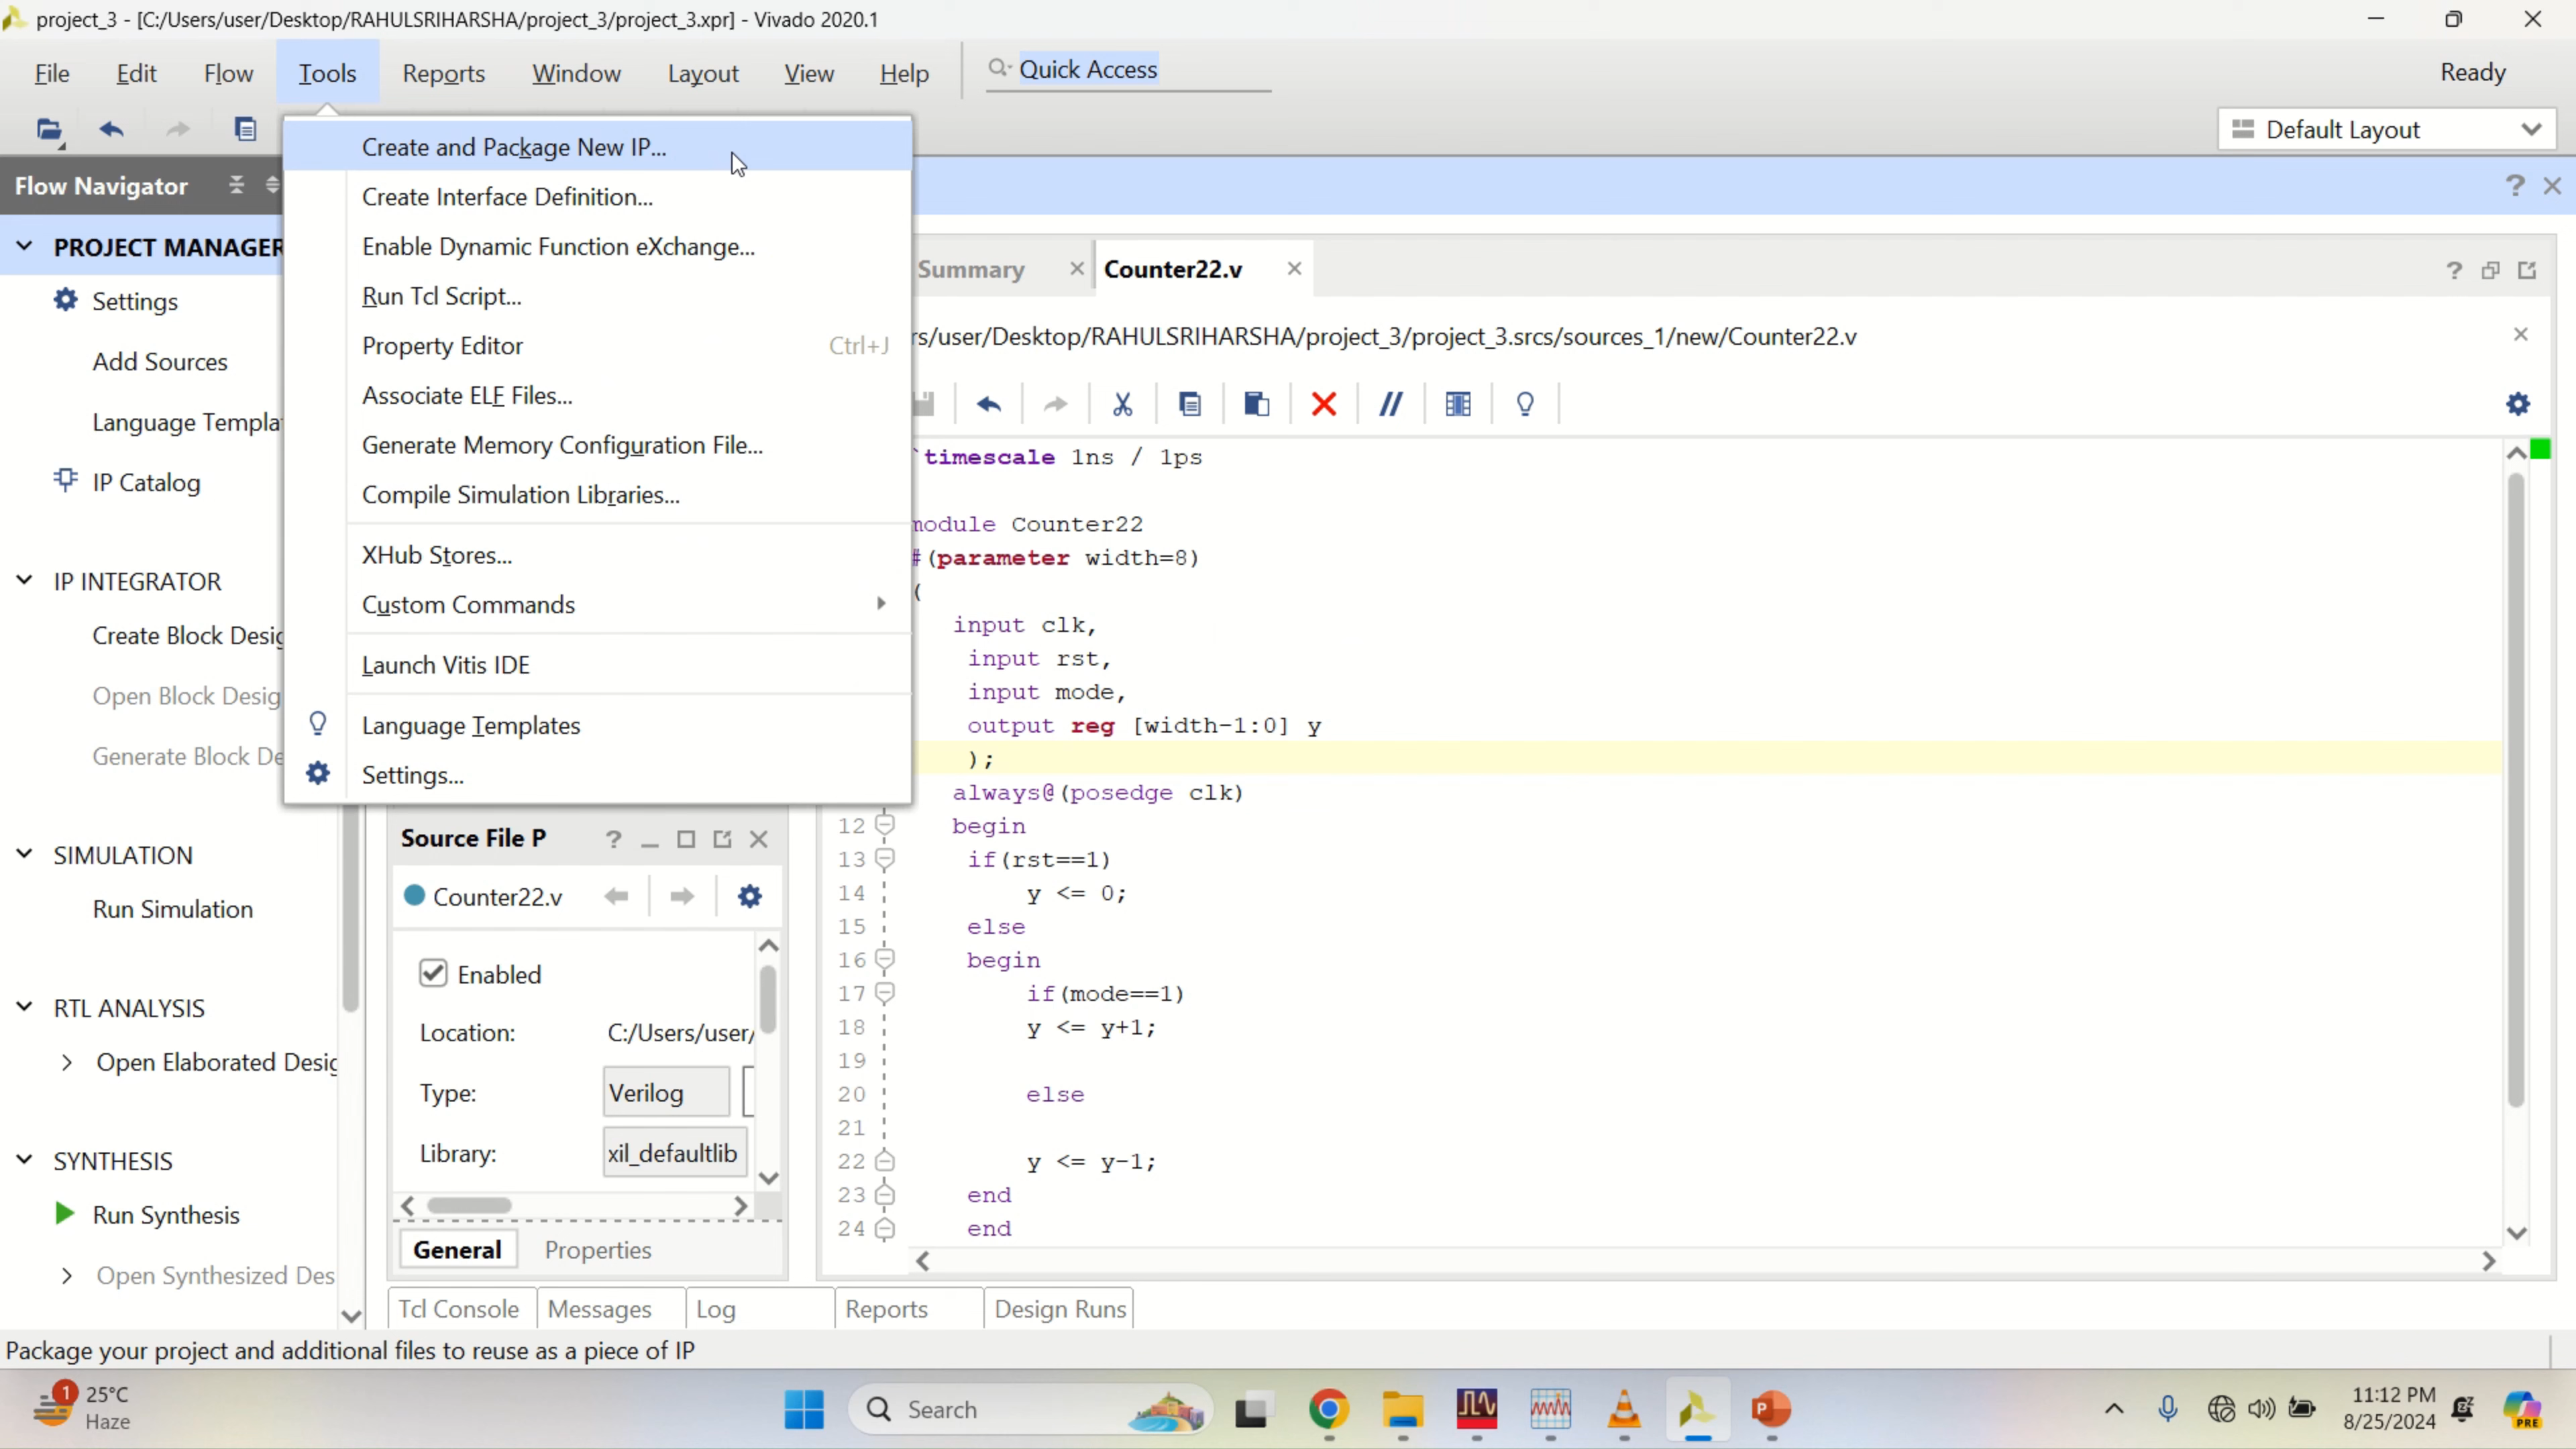 project_3 - [C:/Users/user/Desktop/RAHULSRIHARSHA/project_3/project_3.xpr] - Vivado 2020.1
File Edit Flow Tools Reports Window Layout View Help Quick Access Ready
Default Layout
Flow Navigator
PROJECT MANAGER
Settings
Add Sources
Language Templat
IP Catalog
IP INTEGRATOR
Create Block Desig
Open Block Desig
Generate Block De
SIMULATION
Run Simulation
RTL ANALYSIS
Open Elaborated Desig
SYNTHESIS
Run Synthesis
Open Synthesized Des
Create and Package New IP...
Create Interface Definition...
Enable Dynamic Function eXchange...
Run Tcl Script...
Property Editor Ctrl+J
Associate ELF Files...
Generate Memory Configuration File...
Compile Simulation Libraries...
XHub Stores...
Custom Commands
Launch Vitis IDE
Language Templates
Settings...
Source File P
Counter22.v
Enabled
Location: C:/Users/user/
Type: Verilog
Library: xil_defaultlib
General Properties
Summary Counter22.v
rs/user/Desktop/RAHULSRIHARSHA/project_3/project_3.srcs/sources_1/new/Counter22.v
`timescale 1ns / 1ps
module Counter22
#(parameter width=8)
(
input clk,
input rst,
input mode,
output reg [width-1:0] y
);
always@(posedge clk)
12 begin
13 if(rst==1)
14 y <= 0;
15 else
16 begin
17 if(mode==1)
18 y <= y+1;
19
20 else
21
22 y <= y-1;
23 end
24 end
Tcl Console Messages Log Reports Design Runs
Package your project and additional files to reuse as a piece of IP
1 25°C
Haze
Search
11:12 PM
8/25/2024
PRE